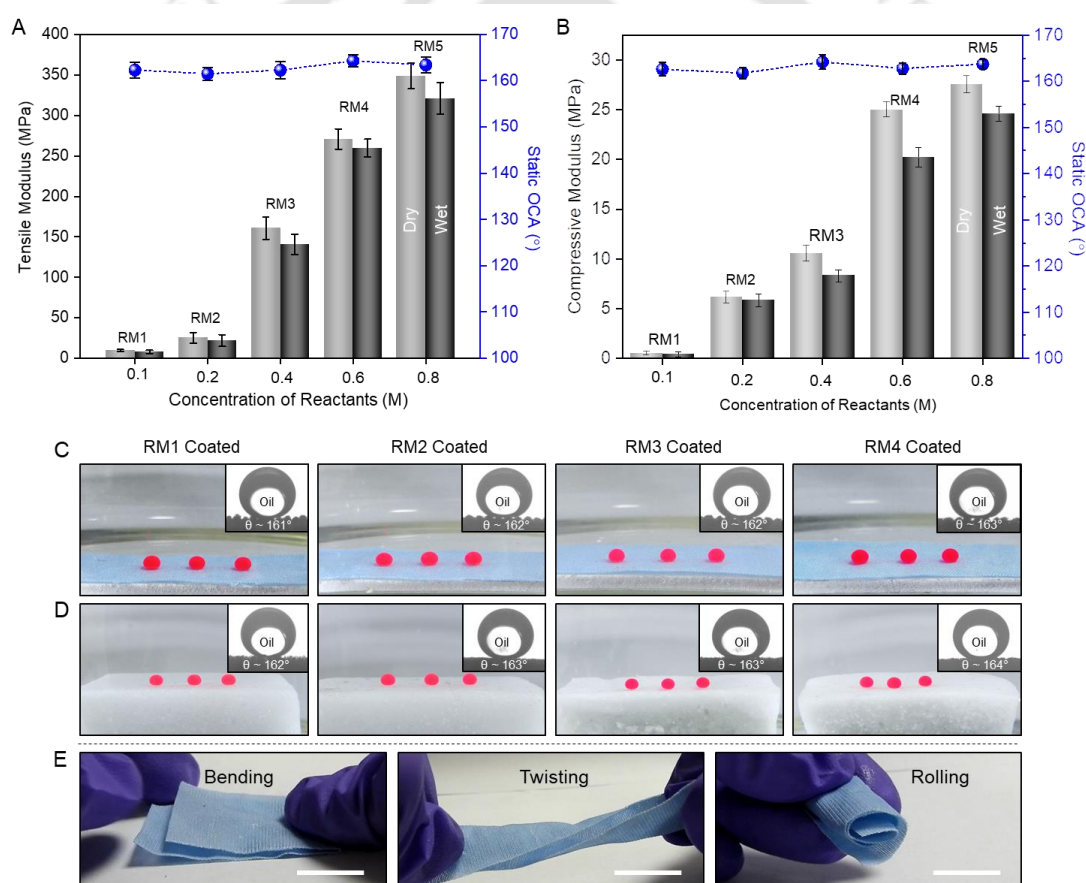 A
400
350
300
250
200
150
100
50
0
Tensile Modulus (MPa)
RM1
RM2
RM3
RM4
RM5
Dry
Wet
0.1 0.2 0.4 0.6 0.8
Concentration of Reactants (M)
170
160
150
140
130
120
110
100
Static OCA (°)
B
30
25
20
15
10
5
0
Compressive Modulus (MPa)
RM1
RM2
RM3
RM4
RM5
Dry
Wet
0.1 0.2 0.4 0.6 0.8
Concentration of Reactants (M)
170
160
150
140
130
120
110
100
Static OCA (°)
C
RM1 Coated
RM2 Coated
RM3 Coated
RM4 Coated
Oil
θ ~ 161°
Oil
θ ~ 162°
Oil
θ ~ 162°
Oil
θ ~ 163°
D
Oil
θ ~ 162°
Oil
θ ~ 163°
Oil
θ ~ 163°
Oil
θ ~ 164°
E
Bending
Twisting
Rolling